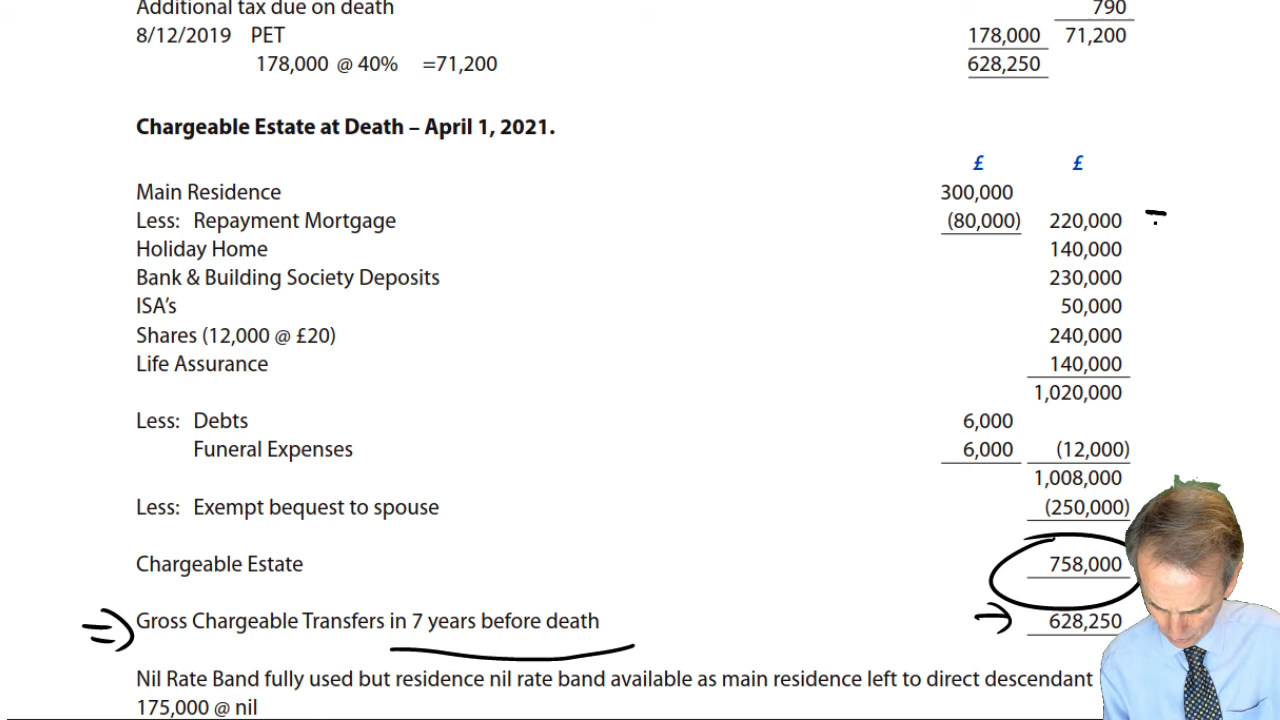 Additional tax due on death 790
8/12/2019 PET 178,000 71,200
178,000 @ 40% =71,200 628,250
Chargeable Estate at Death – April 1, 2021.
£ £
Main Residence 300,000
Less: Repayment Mortgage (80,000) 220,000
Holiday Home 140,000
Bank & Building Society Deposits 230,000
ISA's 50,000
Shares (12,000 @ £20) 240,000
Life Assurance 140,000
1,020,000
Less: Debts 6,000
Funeral Expenses 6,000 (12,000)
1,008,000
Less: Exempt bequest to spouse (250,000)
Chargeable Estate 758,000
Gross Chargeable Transfers in 7 years before death 628,250
Nil Rate Band fully used but residence nil rate band available as main residence left to direct descendant
175,000 @ nil